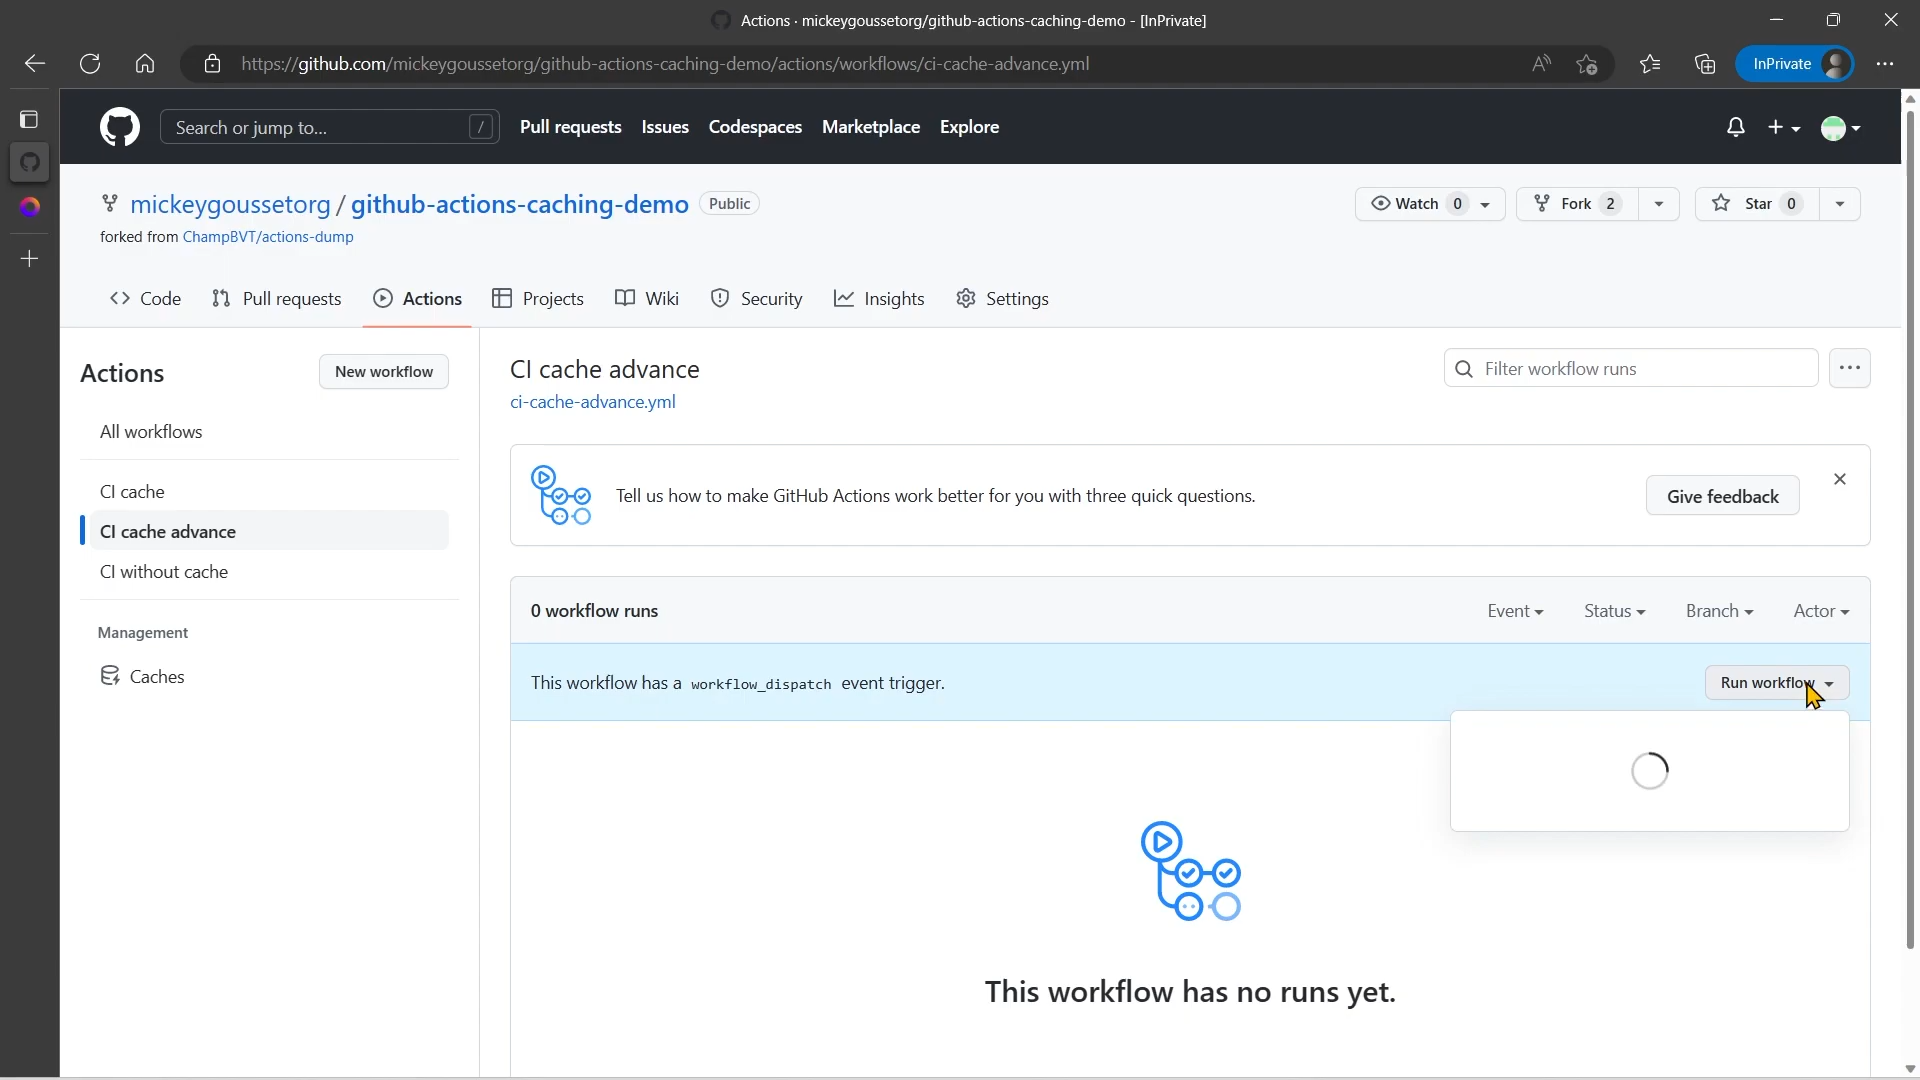 Actions · mickeygoussetorg/github-actions-caching-demo - [InPrivate]
https://github.com/mickeygoussetorg/github-actions-caching-demo/actions/workflows/ci-cache-advance.yml
InPrivate
Search or jump to... /
Pull requests Issues Codespaces Marketplace Explore
mickeygoussetorg / github-actions-caching-demo Public
Watch 0 Fork 2 Star 0
forked from ChampBVT/actions-dump
Code Pull requests Actions Projects Wiki Security Insights Settings
Actions
New workflow
All workflows
CI cache
CI cache advance
CI without cache
Management
Caches
CI cache advance
Filter workflow runs
ci-cache-advance.yml
Tell us how to make GitHub Actions work better for you with three quick questions.
Give feedback
0 workflow runs
Event Status Branch Actor
This workflow has a workflow_dispatch event trigger.
Run workflow
This workflow has no runs yet.